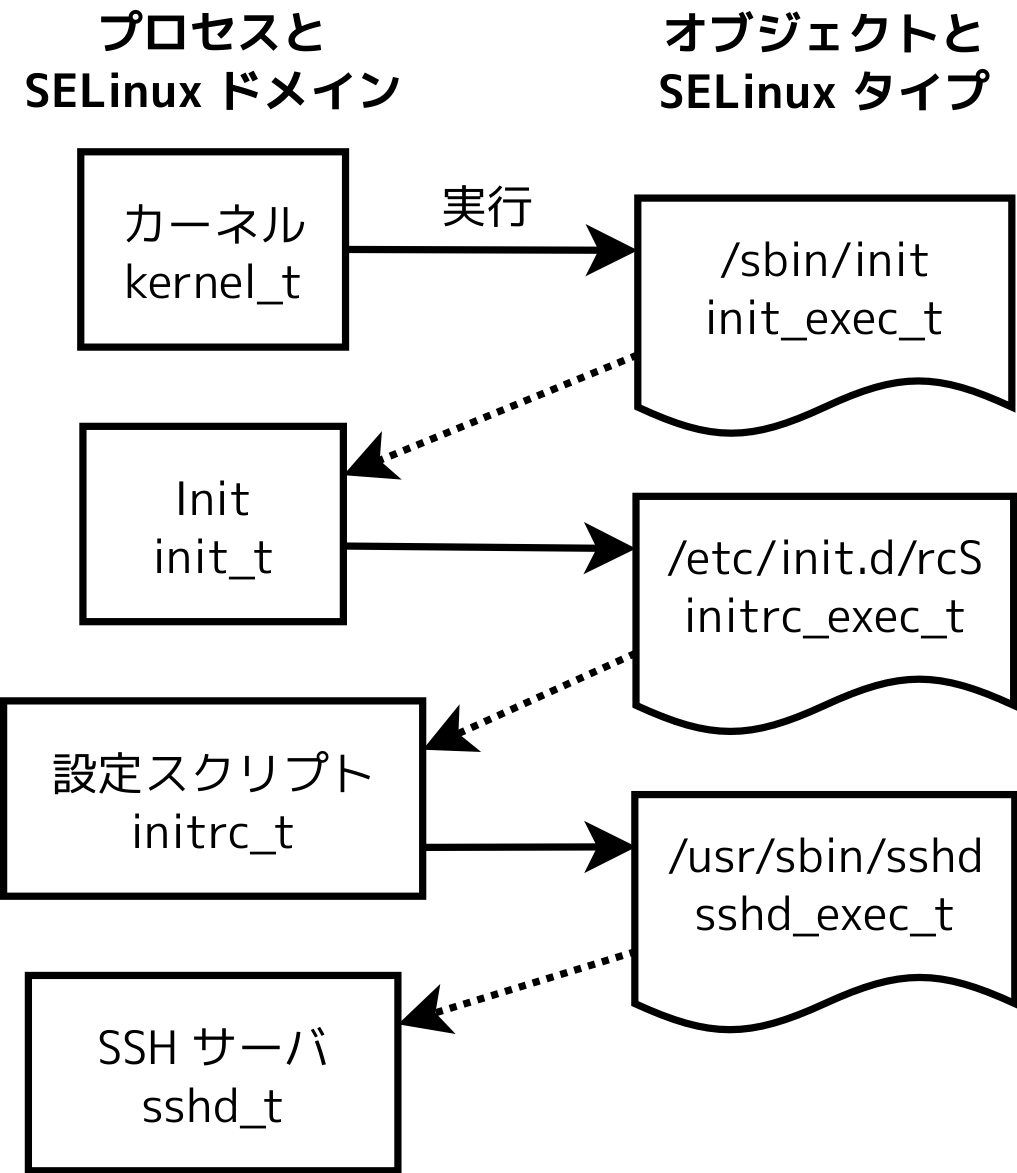 プロセスと
SELinux ドメイン
オブジェクトと
SELinux タイプ
カーネル
kernel_t
実行
/sbin/init
init_exec_t
Init
init_t
/etc/init.d/rcS
initrc_exec_t
設定スクリプト
initrc_t
/usr/sbin/sshd
sshd_exec_t
SSH サーバ
sshd_t